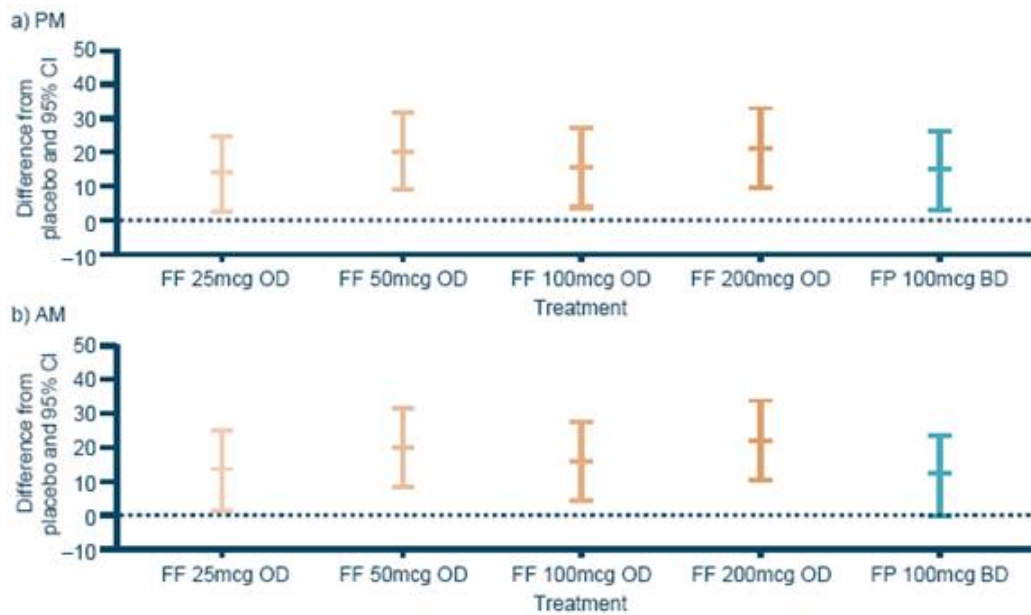 a) PM
Difference from
placebo and 95% CI
50
40
30
20
10
0
–10
FF 25mcg OD FF 50mcg OD FF 100mcg OD FF 200mcg OD FP 100mcg BD
Treatment
b) AM
Difference from
placebo and 95% CI
50
40
30
20
10
0
–10
FF 25mcg OD FF 50mcg OD FF 100mcg OD FF 200mcg OD FP 100mcg BD
Treatment